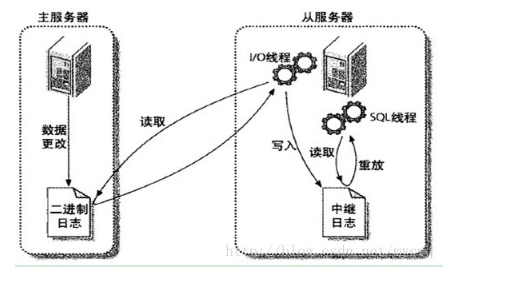 主服务器
从服务器
I/O线程
SQL线程
数据
更改
读取
写入
读取
重放
二进制
日志
中继
日志